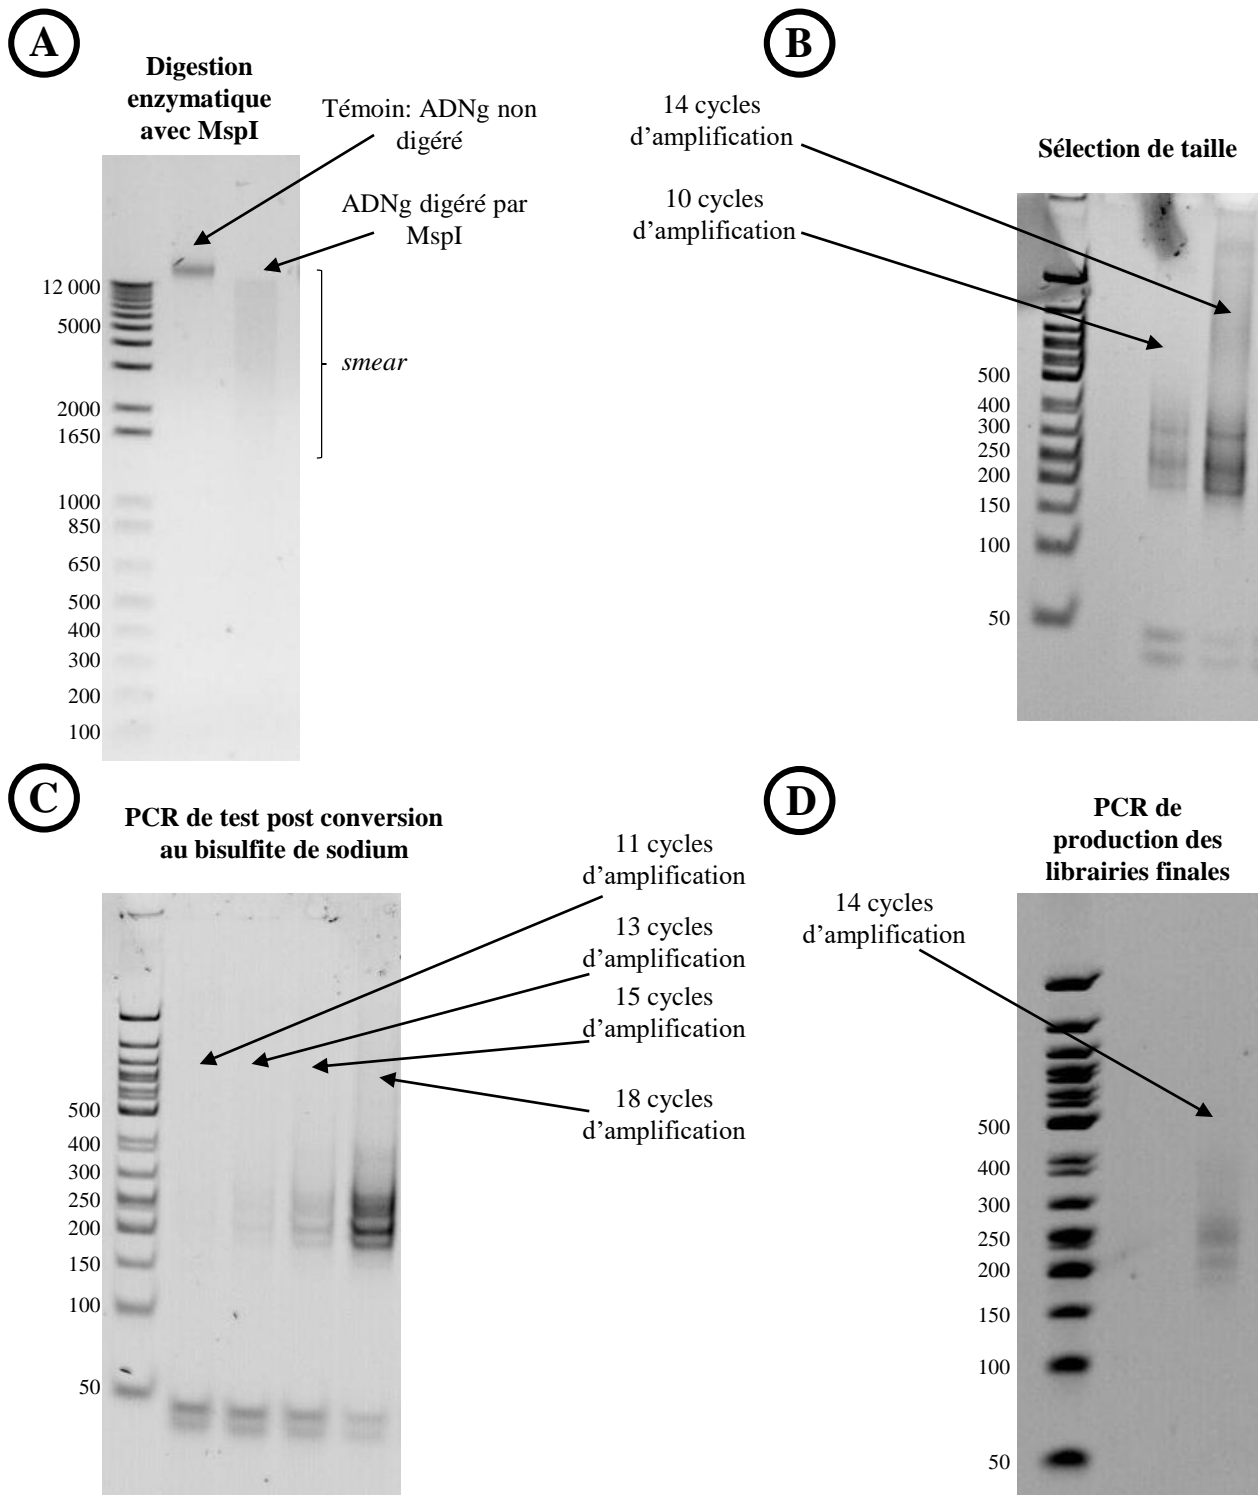 A
Digestion
enzymatique
avec MspI
Témoin: ADNg non
digéré
ADNg digéré par
MspI
12 000
5000
2000
1650
1000
850
650
500
400
300
200
100
smear
B
14 cycles
d’amplification
10 cycles
d’amplification
Sélection de taille
500
400
300
250
200
150
100
50
C
PCR de test post conversion
au bisulfite de sodium
11 cycles
d’amplification
13 cycles
d’amplification
15 cycles
d’amplification
18 cycles
d’amplification
500
400
300
250
200
150
100
50
D
PCR de
production des
librairies finales
14 cycles
d’amplification
500
400
300
250
200
150
100
50